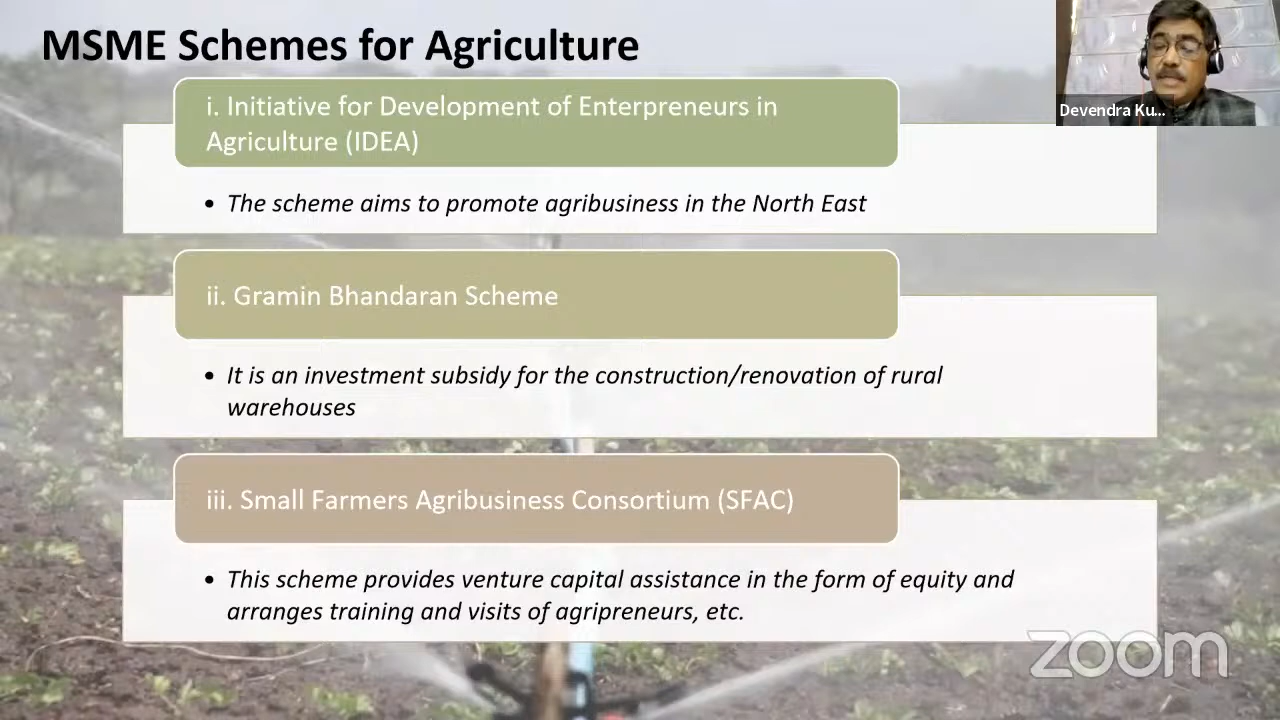 MSME Schemes for Agriculture
Devendra Ku...
i. Initiative for Development of Enterpreneurs in
Agriculture (IDEA)
• The scheme aims to promote agribusiness in the North East
ii. Gramin Bhandaran Scheme
• It is an investment subsidy for the construction/renovation of rural
warehouses
iii. Small Farmers Agribusiness Consortium (SFAC)
• This scheme provides venture capital assistance in the form of equity and
arranges training and visits of agripreneurs, etc.
zoom